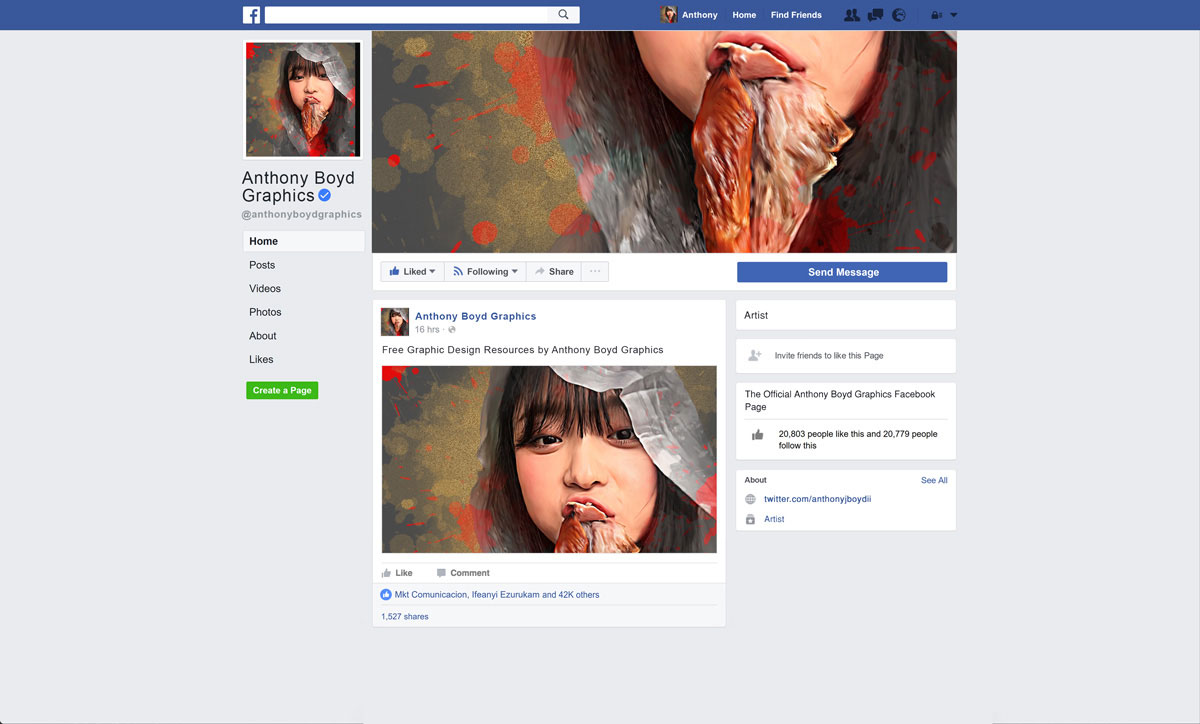 f
Anthony
Home
Find Friends
Anthony Boyd
Graphics
@anthonyboydgraphics
Home
Posts
Videos
Photos
About
Likes
Create a Page
Liked
Following
Share
Send Message
Anthony Boyd Graphics
16 hrs ·
Free Graphic Design Resources by Anthony Boyd Graphics
Like
Comment
Mkt Comunicacion, Ifeanyi Ezurukam and 42K others
1,527 shares
Artist
Invite friends to like this Page
The Official Anthony Boyd Graphics Facebook
Page
20,803 people like this and 20,779 people
follow this
About
See All
twitter.com/anthonyjboydii
Artist